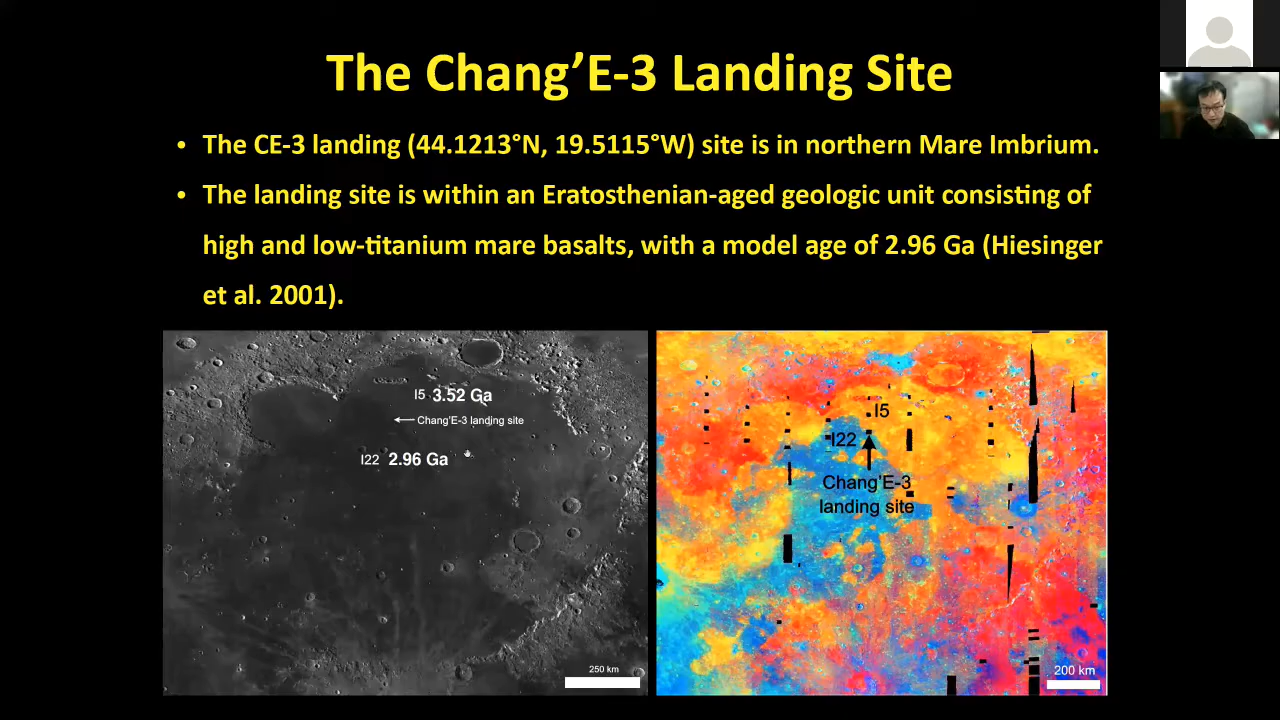 The Chang’E-3 Landing Site
• The CE-3 landing (44.1213°N, 19.5115°W) site is in northern Mare Imbrium.
• The landing site is within an Eratosthenian-aged geologic unit consisting of
high and low-titanium mare basalts, with a model age of 2.96 Ga (Hiesinger
et al. 2001).
I5 3.52 Ga
Chang'E-3 landing site
I22 2.96 Ga
250 km
I5
I22
Chang'E-3
landing site
200 km